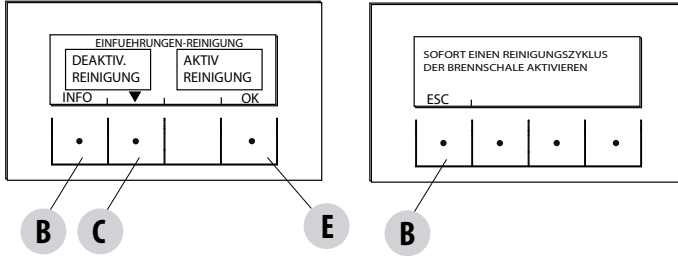 EINFUEHRUNGEN-REINIGUNG
DEAKTIV. AKTIV
REINIGUNG REINIGUNG
INFO OK
B C E
SOFORT EINEN REINIGUNGSZYKLUS
DER BRENNSCHALE AKTIVIEREN
ESC
B